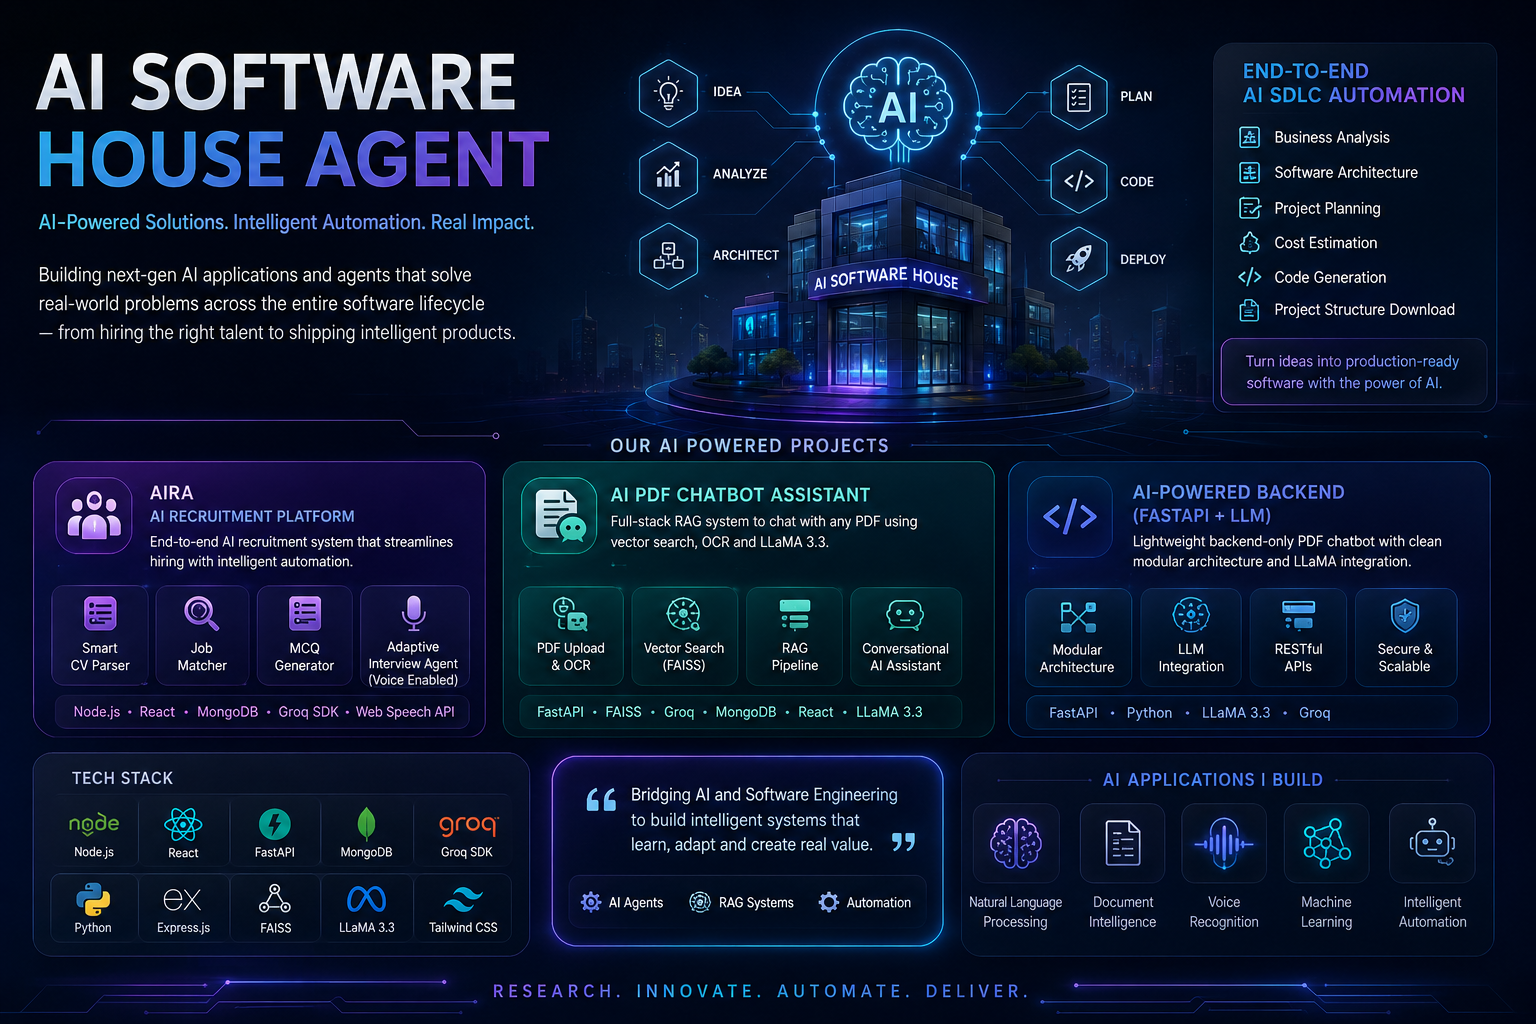 AI SOFTWARE
HOUSE AGENT
AI-Powered Solutions. Intelligent Automation. Real Impact.
Building next-gen AI applications and agents that solve
real-world problems across the entire software lifecycle
— from hiring the right talent to shipping intelligent products.
IDEA
ANALYZE
ARCHITECT
AI
AI SOFTWARE HOUSE
PLAN
CODE
DEPLOY
END-TO-END
AI SDLC AUTOMATION
Business Analysis
Software Architecture
Project Planning
Cost Estimation
Code Generation
Project Structure Download
Turn ideas into production-ready
software with the power of AI.
OUR AI POWERED PROJECTS
AIRA
AI RECRUITMENT PLATFORM
End-to-end AI recruitment system that streamlines
hiring with intelligent automation.
Smart
CV Parser
Job
Matcher
MCQ
Generator
Adaptive
Interview Agent
(Voice Enabled)
Node.js • React • MongoDB • Groq SDK • Web Speech API
AI PDF CHATBOT ASSISTANT
Full-stack RAG system to chat with any PDF using
vector search, OCR and LLaMA 3.3.
PDF Upload
& OCR
Vector Search
(FAISS)
RAG
Pipeline
Conversational
AI Assistant
FastAPI • FAISS • Groq • MongoDB • React • LLaMA 3.3
</>
AI-POWERED BACKEND
(FASTAPI + LLM)
Lightweight backend-only PDF chatbot with clean
modular architecture and LLaMA integration.
Modular
Architecture
LLM
Integration
RESTful
APIs
Secure &
Scalable
FastAPI • Python • LLaMA 3.3 • Groq
TECH STACK
node
Node.js
React
FastAPI
MongoDB
groq
Groq SDK
Python
ex
Express.js
FAISS
LLaMA 3.3
Tailwind CSS
“ Bridging AI and Software Engineering
to build intelligent systems that
learn, adapt and create real value. ”
AI Agents
RAG Systems
Automation
AI APPLICATIONS I BUILD
Natural Language
Processing
Document
Intelligence
Voice
Recognition
Machine
Learning
Intelligent
Automation
RESEARCH. INNOVATE. AUTOMATE. DELIVER.